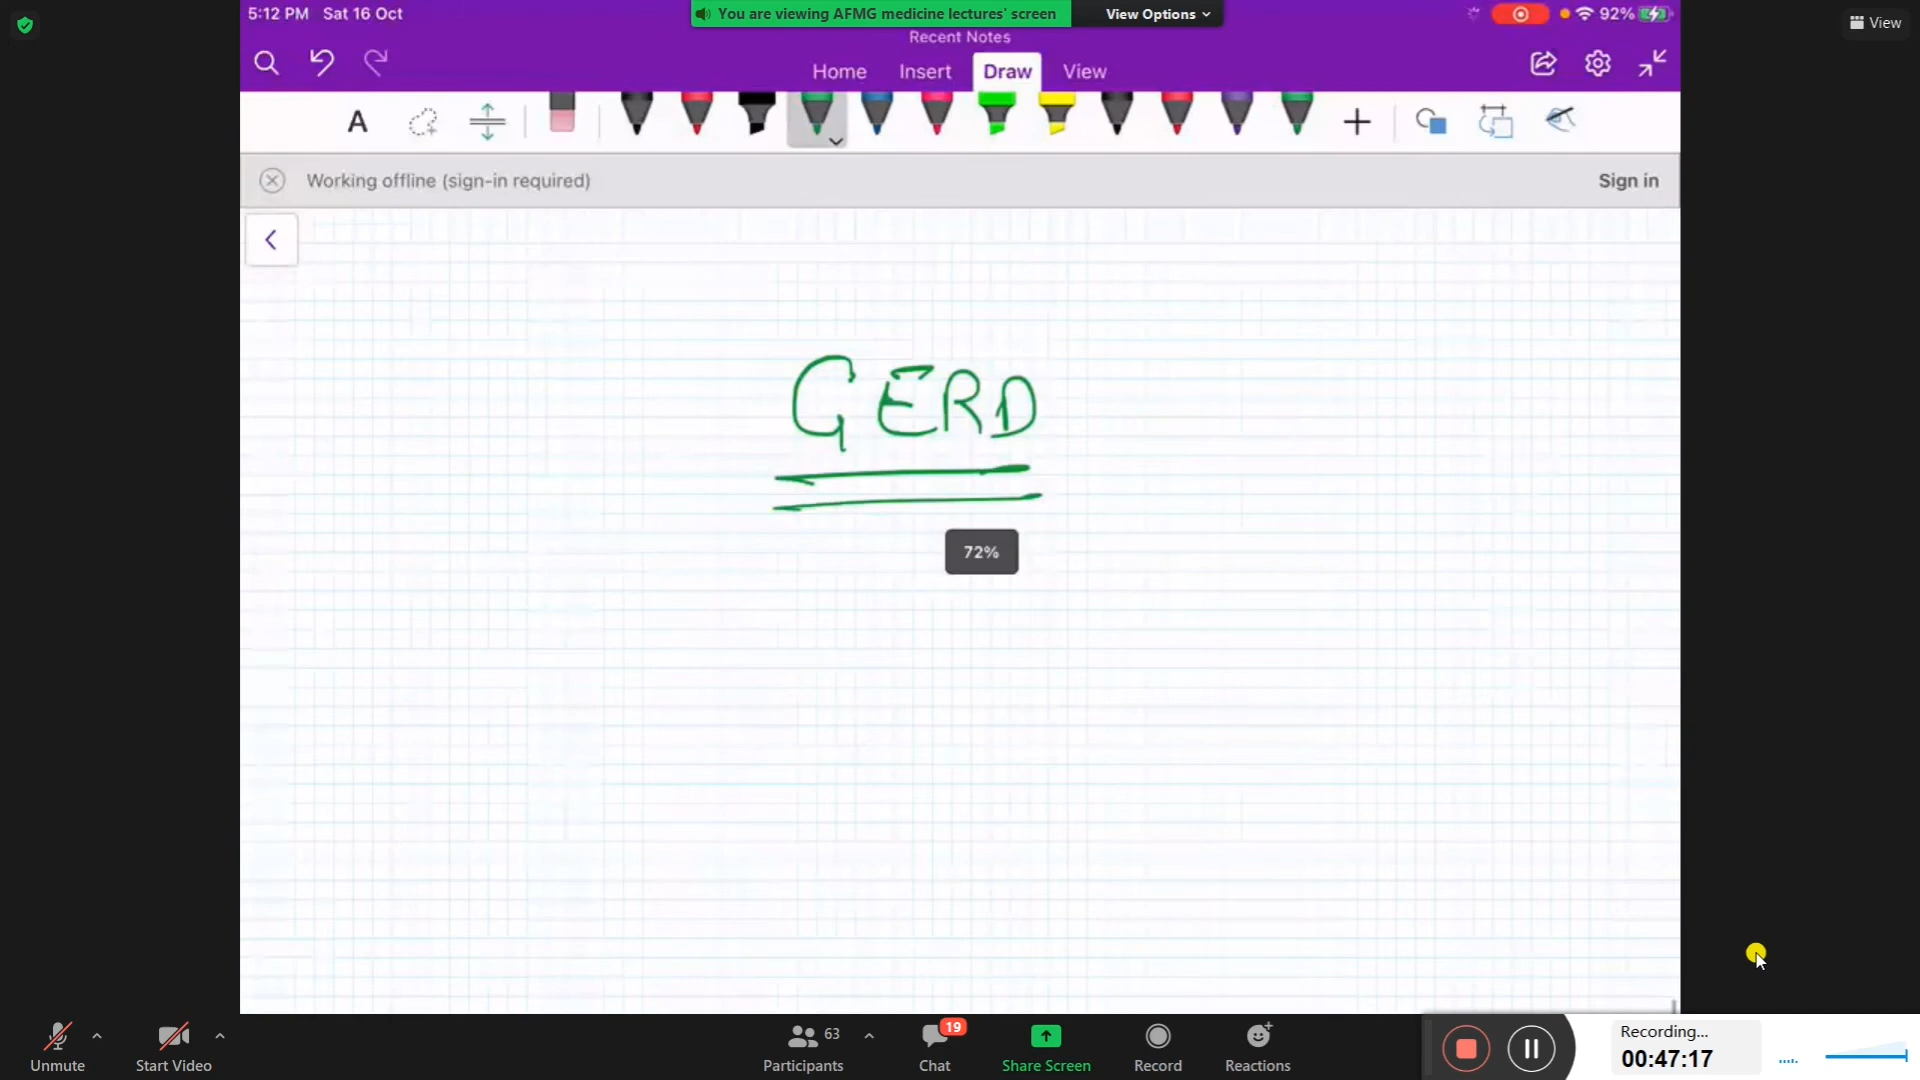 5:12 PM Sat 16 Oct
You are viewing AFMG medicine lectures' screen
View Options
92%
View
Recent Notes
Home Insert Draw View
A
Working offline (sign-in required)
Sign in
GERD
72%
Unmute
Start Video
63
Participants
19
Chat
Share Screen
Record
Reactions
Recording...
00:47:17